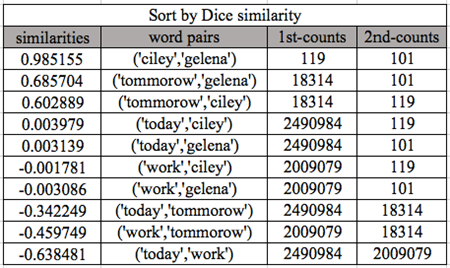 Sort by Dice similarity
similarities word pairs 1st-counts 2nd-counts
0.985155 ('ciley','gelena') 119 101
0.685704 ('tommorow','gelena') 18314 101
0.602889 ('tommorow','ciley') 18314 119
0.003979 ('today','ciley') 2490984 119
0.003139 ('today','gelena') 2490984 101
-0.001781 ('work','ciley') 2009079 119
-0.003086 ('work','gelena') 2009079 101
-0.342249 ('today','tommorow') 2490984 18314
-0.459749 ('work','tommorow') 2009079 18314
-0.638481 ('today','work') 2490984 2009079